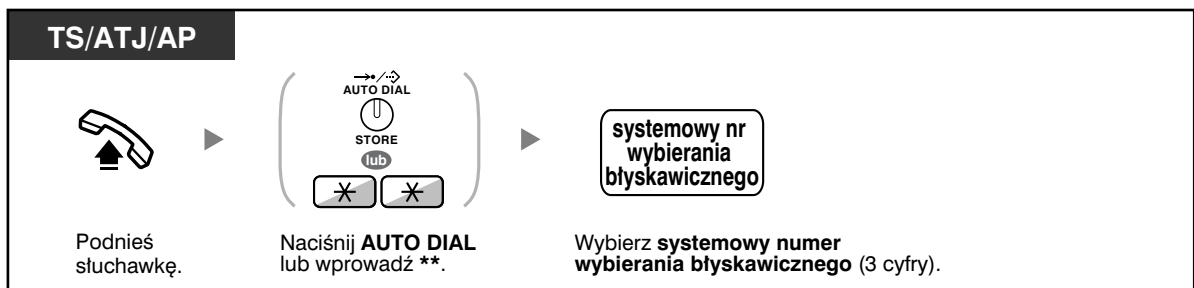 TS/ATJ/AP
AUTO DIAL
STORE
lub
systemowy nr
wybierania
błyskawicznego
Podnieś
słuchawkę.
Naciśnij AUTO DIAL
lub wprowadź **.
Wybierz systemowy numer
wybierania błyskawicznego (3 cyfry).